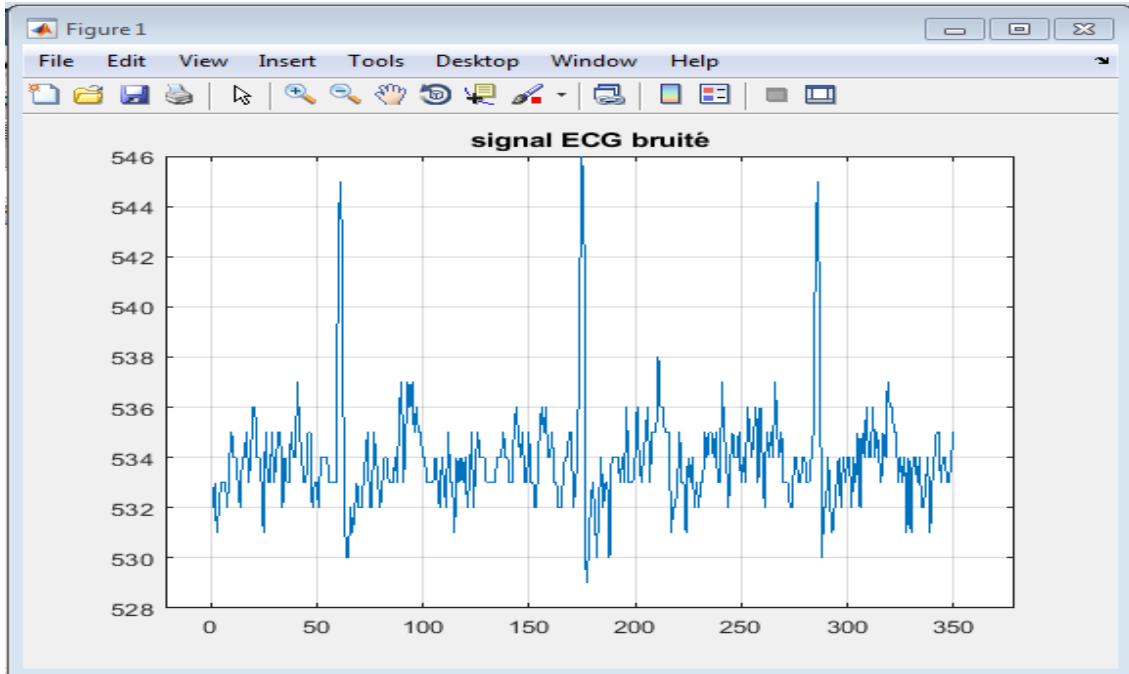 Figure 1
File Edit View Insert Tools Desktop Window Help
signal ECG bruité
546
544
542
540
538
536
534
532
530
528
0 50 100 150 200 250 300 350